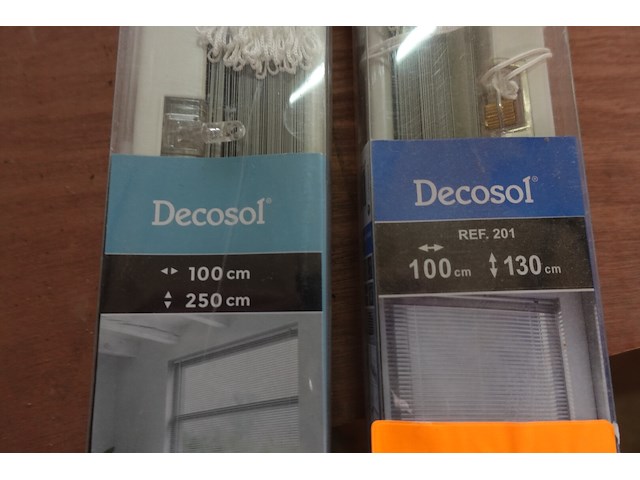 Decosol®
100 cm
250 cm
Decosol®
REF. 201
100 cm 130 cm